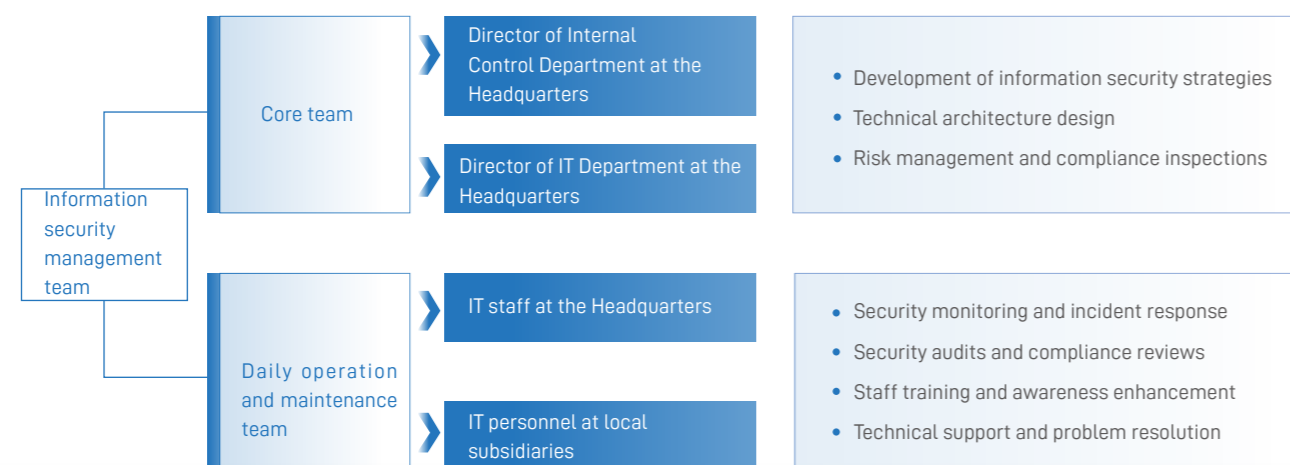 Information
security
management
team
Core team
Director of Internal
Control Department at the
Headquarters
Director of IT Department at the
Headquarters
• Development of information security strategies
• Technical architecture design
• Risk management and compliance inspections
Daily operation
and maintenance
team
IT staff at the Headquarters
IT personnel at local
subsidiaries
• Security monitoring and incident response
• Security audits and compliance reviews
• Staff training and awareness enhancement
• Technical support and problem resolution